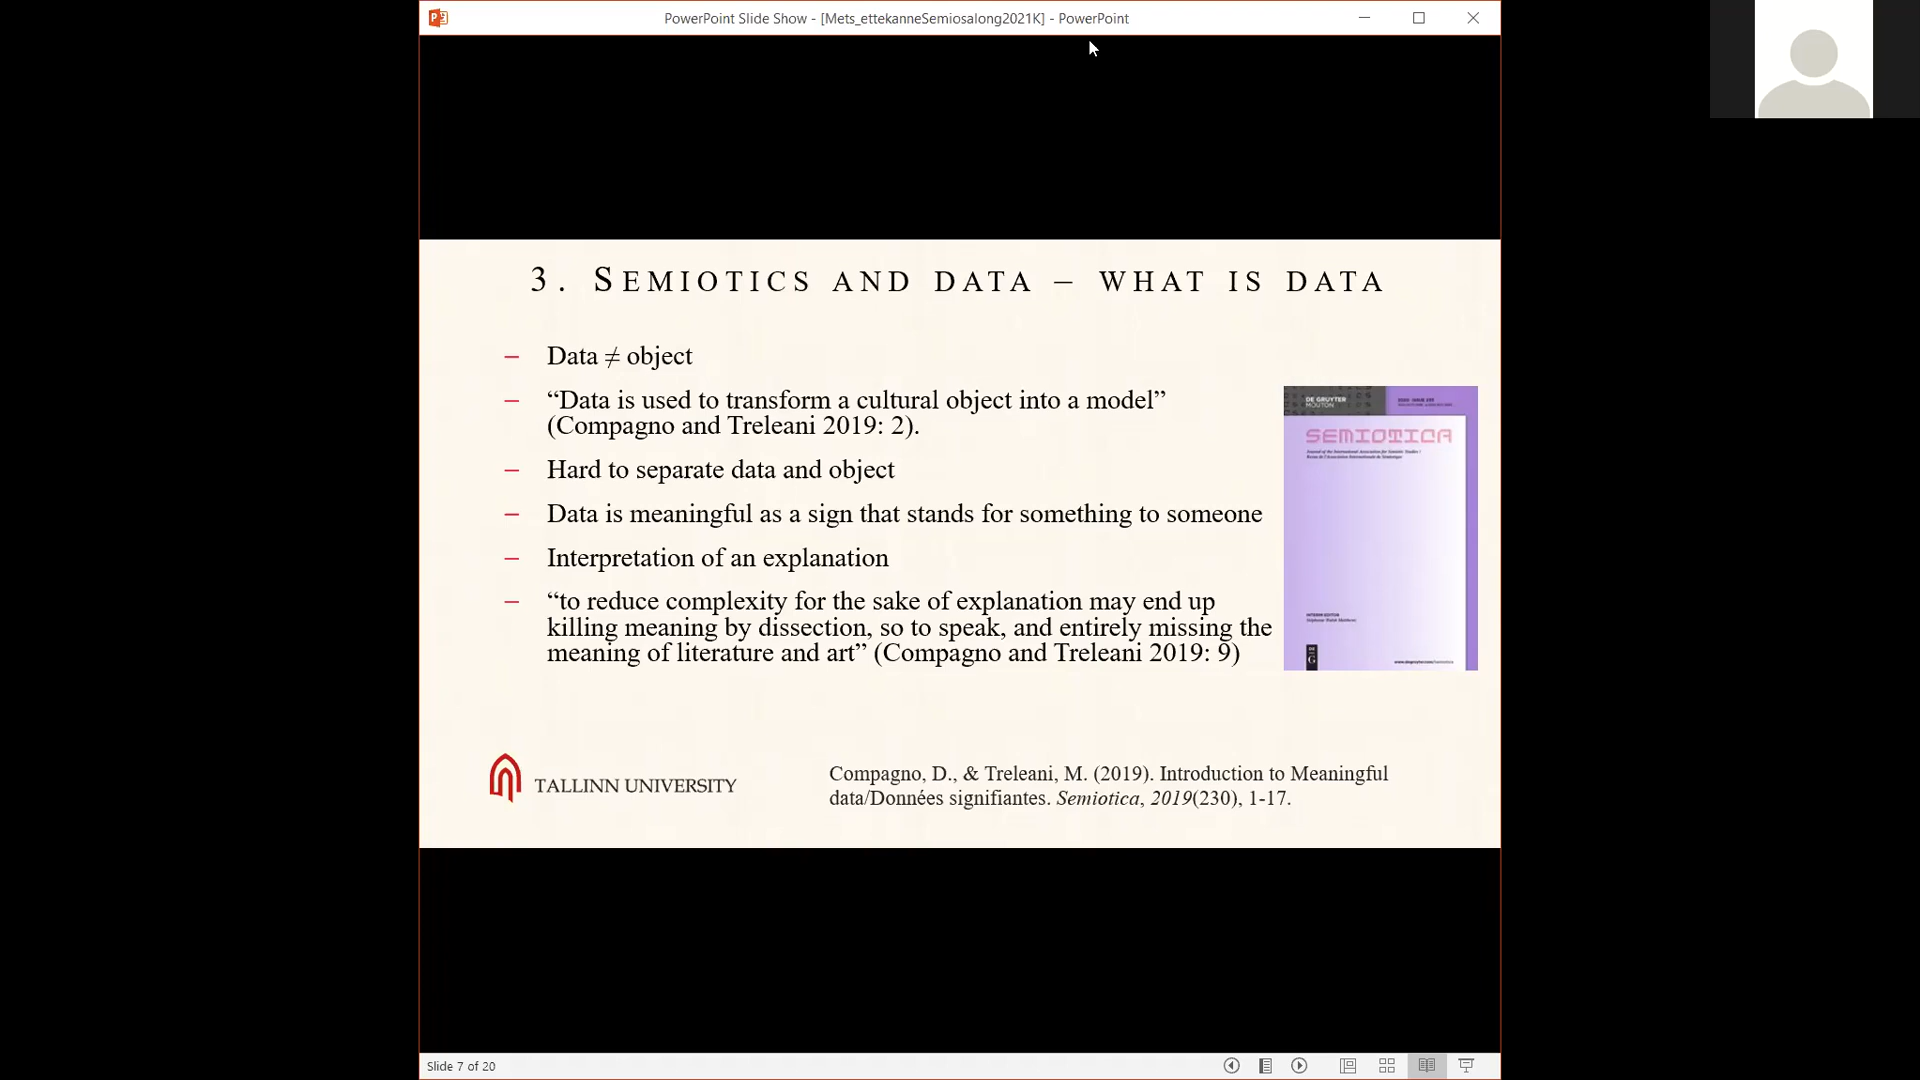 PowerPoint Slide Show - [Mets_ettekanneSemiosalong2021K] - PowerPoint
3. SEMIOTICS AND DATA – WHAT IS DATA
– Data ≠ object
– “Data is used to transform a cultural object into a model”
(Compagno and Treleani 2019: 2).
– Hard to separate data and object
– Data is meaningful as a sign that stands for something to someone
– Interpretation of an explanation
– “to reduce complexity for the sake of explanation may end up
killing meaning by dissection, so to speak, and entirely missing the
meaning of literature and art” (Compagno and Treleani 2019: 9)
DE GRUYTER
MOUTON
SEMIOTICA
DE
G
www.degruyter.com/semiotica
TALLINN UNIVERSITY
Compagno, D., & Treleani, M. (2019). Introduction to Meaningful
data/Données signifiantes. Semiotica, 2019(230), 1-17.
Slide 7 of 20